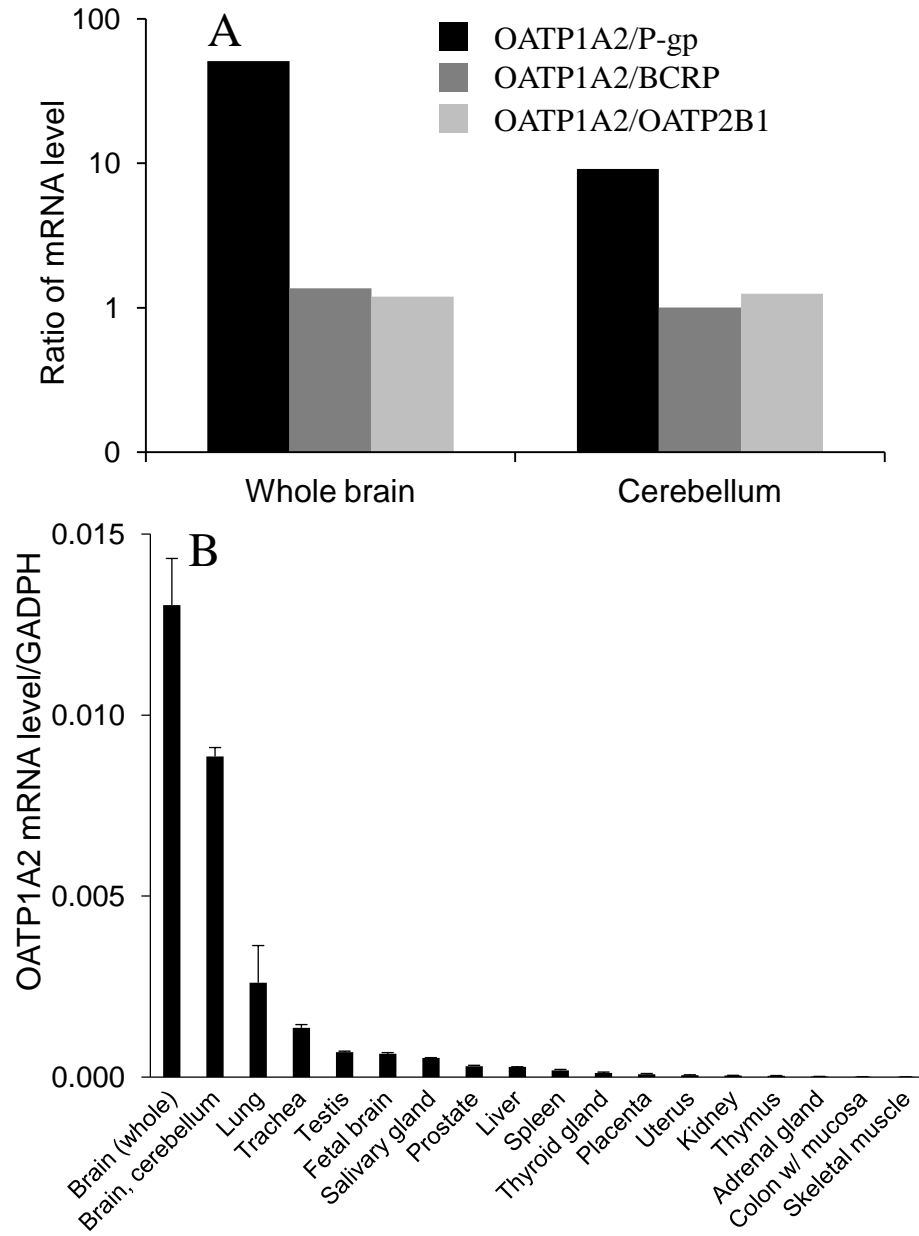 A
OATP1A2/P-gp
OATP1A2/BCRP
OATP1A2/OATP2B1
Ratio of mRNA level
100
10
1
0
Whole brain
Cerebellum
B
OATP1A2 mRNA level/GADPH
0.015
0.010
0.005
0.000
Brain (whole)
Brain, cerebellum
Lung
Trachea
Testis
Fetal brain
Salivary gland
Prostate
Liver
Spleen
Thyroid gland
Placenta
Uterus
Kidney
Thymus
Adrenal gland
Colon w/ mucosa
Skeletal muscle